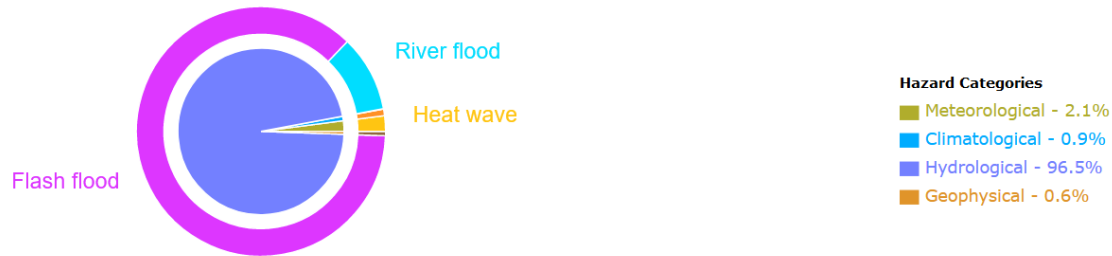 River flood
Heat wave
Flash flood
Hazard Categories
Meteorological - 2.1%
Climatological - 0.9%
Hydrological - 96.5%
Geophysical - 0.6%